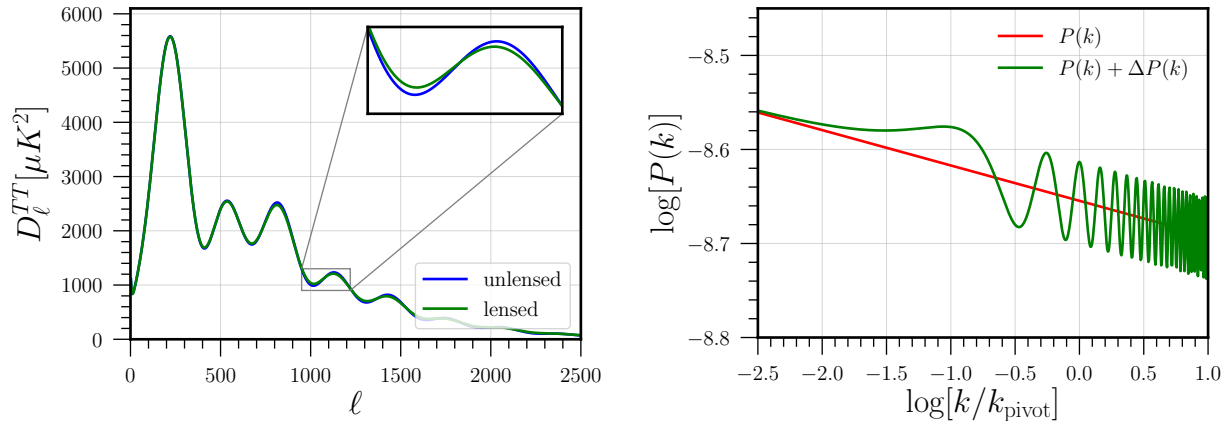 6000
5000
4000
3000
2000
1000
0
D_ℓ^{TT}[μK²]
0 500 1000 1500 2000 2500
ℓ
unlensed
lensed
−8.5
−8.6
−8.7
−8.8
log[P(k)]
−2.5 −2.0 −1.5 −1.0 −0.5 0.0 0.5 1.0
log[k/k_pivot]
P(k)
P(k) + ΔP(k)